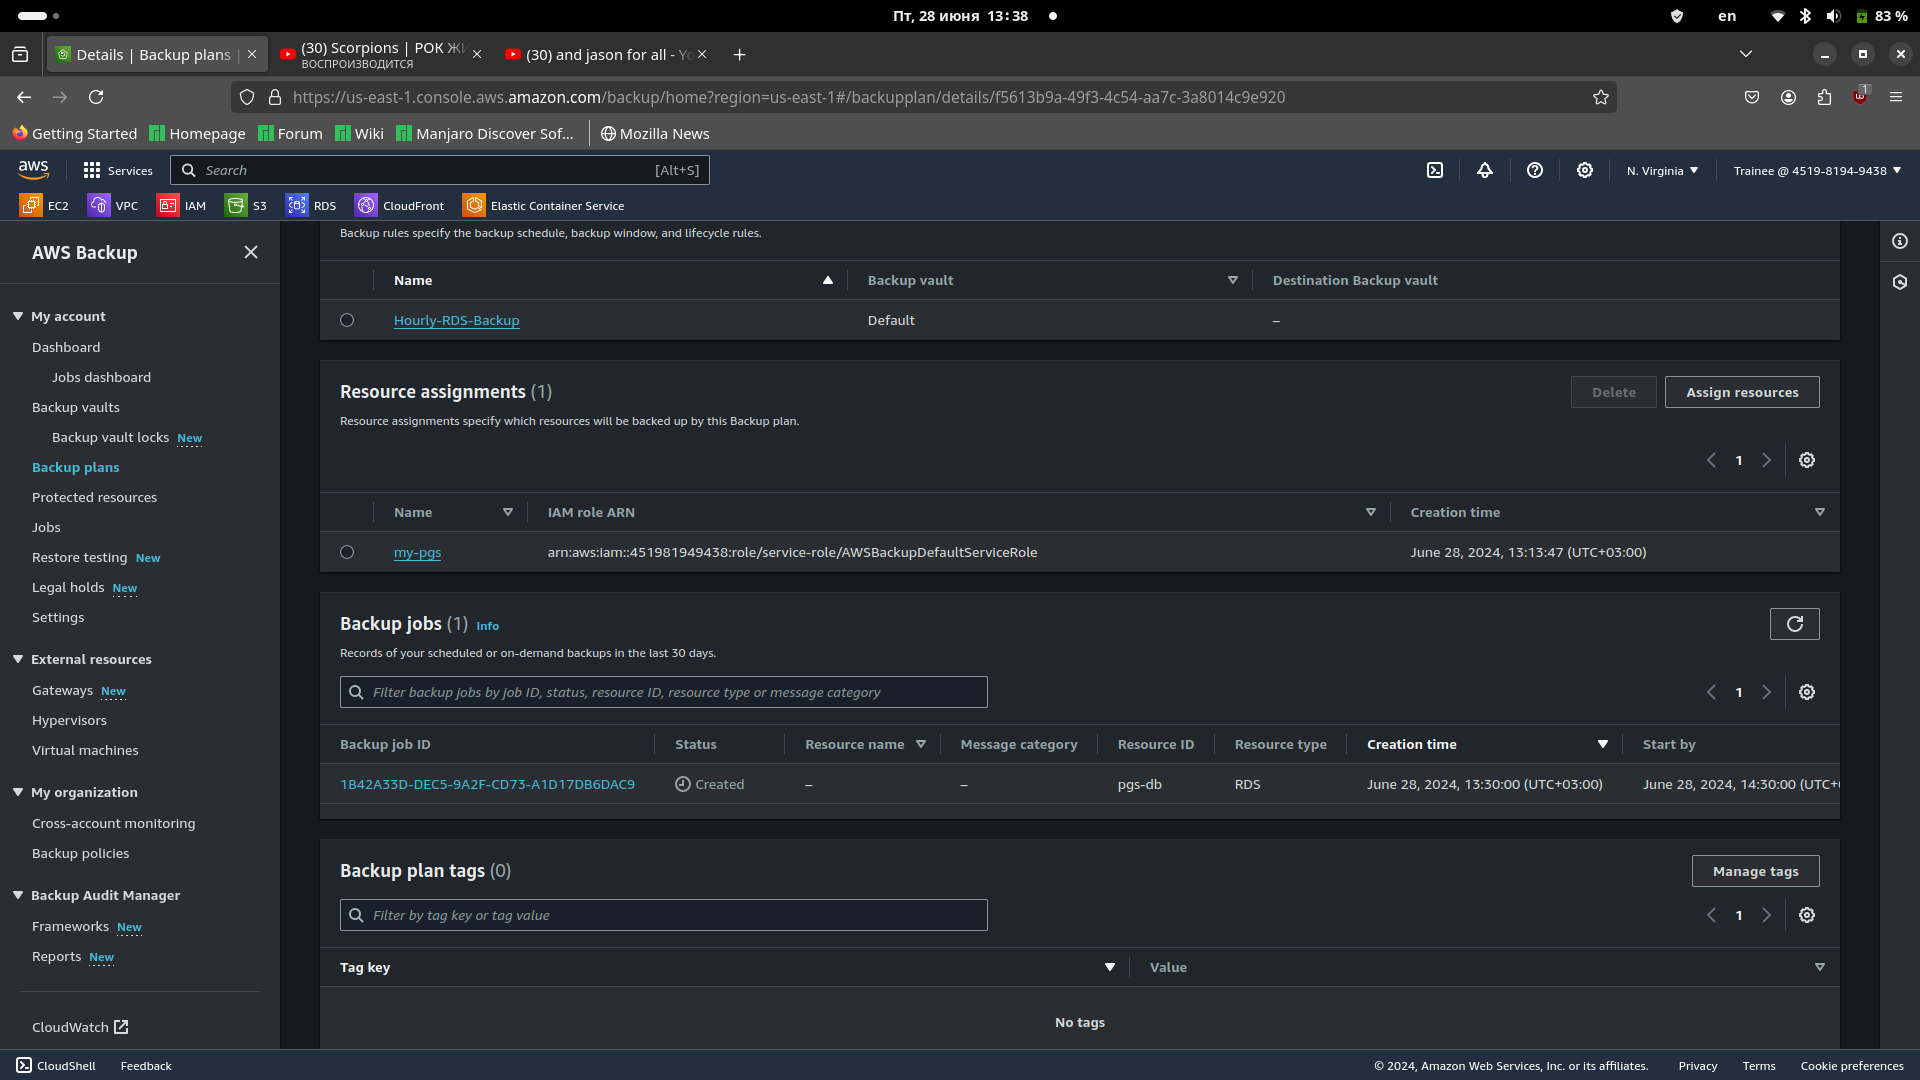 Пт, 28 июня 13:38
en
83 %
Details | Backup plans |
(30) Scorpions | РОК ЖИ
ВОСПРОИЗВОДИТСЯ
(30) and jason for all - Yo
https://us-east-1.console.aws.amazon.com/backup/home?region=us-east-1#/backupplan/details/f5613b9a-49f3-4c54-aa7c-3a8014c9e920
1
Getting Started
Homepage
Forum
Wiki
Manjaro Discover Sof...
Mozilla News
aws
Services
Search
[Alt+S]
N. Virginia
Trainee @ 4519-8194-9438
EC2
VPC
IAM
S3
RDS
CloudFront
Elastic Container Service
AWS Backup
My account
Dashboard
Jobs dashboard
Backup vaults
Backup vault locks New
Backup plans
Protected resources
Jobs
Restore testing New
Legal holds New
Settings
External resources
Gateways New
Hypervisors
Virtual machines
My organization
Cross-account monitoring
Backup policies
Backup Audit Manager
Frameworks New
Reports New
CloudWatch
Backup rules specify the backup schedule, backup window, and lifecycle rules.
Name Backup vault Destination Backup vault
Hourly-RDS-Backup Default –
Resource assignments (1)
Delete
Assign resources
Resource assignments specify which resources will be backed up by this Backup plan.
1
Name IAM role ARN Creation time
my-pgs arn:aws:iam::451981949438:role/service-role/AWSBackupDefaultServiceRole June 28, 2024, 13:13:47 (UTC+03:00)
Backup jobs (1) Info
Records of your scheduled or on-demand backups in the last 30 days.
Filter backup jobs by job ID, status, resource ID, resource type or message category
1
Backup job ID Status Resource name Message category Resource ID Resource type Creation time Start by
1B42A33D-DEC5-9A2F-CD73-A1D17DB6DAC9 Created – – pgs-db RDS June 28, 2024, 13:30:00 (UTC+03:00) June 28, 2024, 14:30:00 (UTC+
Backup plan tags (0)
Manage tags
Filter by tag key or tag value
1
Tag key Value
No tags
CloudShell
Feedback
© 2024, Amazon Web Services, Inc. or its affiliates.
Privacy
Terms
Cookie preferences